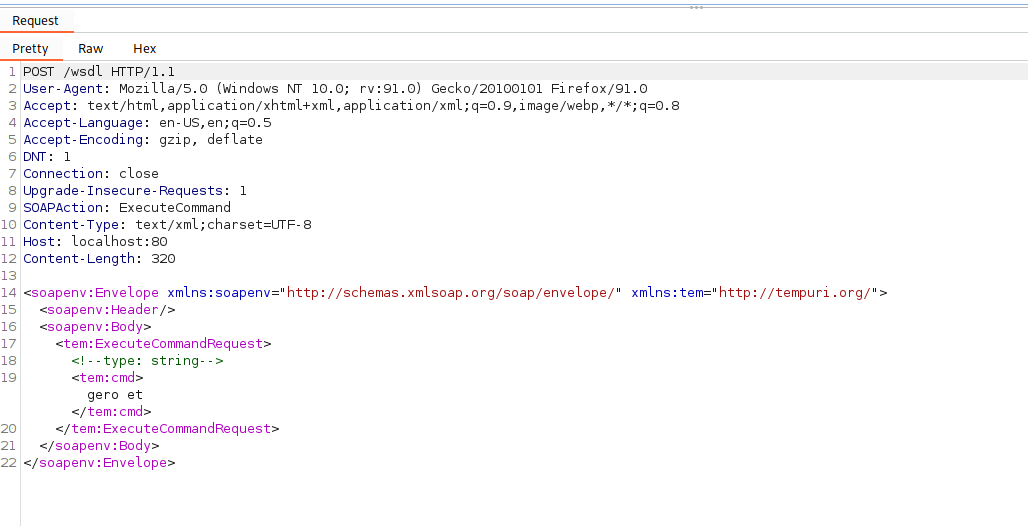 Request
Pretty Raw Hex
1 POST /wsdl HTTP/1.1
2 User-Agent: Mozilla/5.0 (Windows NT 10.0; rv:91.0) Gecko/20100101 Firefox/91.0
3 Accept: text/html,application/xhtml+xml,application/xml;q=0.9,image/webp,*/*;q=0.8
4 Accept-Language: en-US,en;q=0.5
5 Accept-Encoding: gzip, deflate
6 DNT: 1
7 Connection: close
8 Upgrade-Insecure-Requests: 1
9 SOAPAction: ExecuteCommand
10 Content-Type: text/xml;charset=UTF-8
11 Host: localhost:80
12 Content-Length: 320
13
14 <soapenv:Envelope xmlns:soapenv="http://schemas.xmlsoap.org/soap/envelope/" xmlns:tem="http://tempuri.org/">
15 <soapenv:Header/>
16 <soapenv:Body>
17 <tem:ExecuteCommandRequest>
18 <!--type: string-->
19 <tem:cmd>
gero et
</tem:cmd>
20 </tem:ExecuteCommandRequest>
21 </soapenv:Body>
22 </soapenv:Envelope>